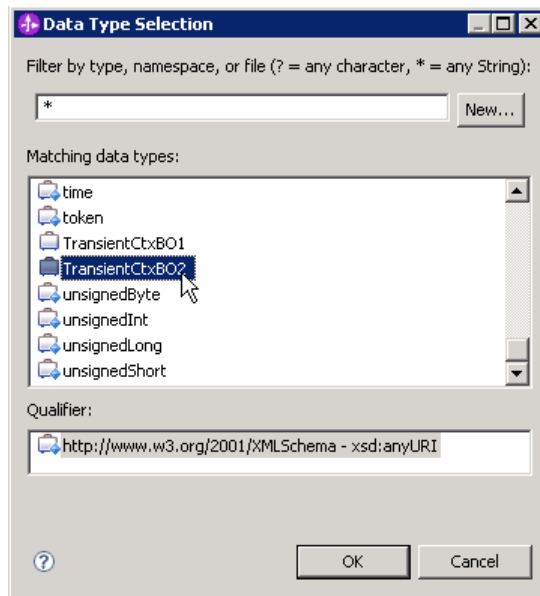 Data Type Selection
Filter by type, namespace, or file (? = any character, * = any String):
*
New...
Matching data types:
time
token
TransientCtxBO1
TransientCtxBO2
unsignedByte
unsignedInt
unsignedLong
unsignedShort
Qualifier:
http://www.w3.org/2001/XMLSchema - xsd:anyURI
?
OK
Cancel